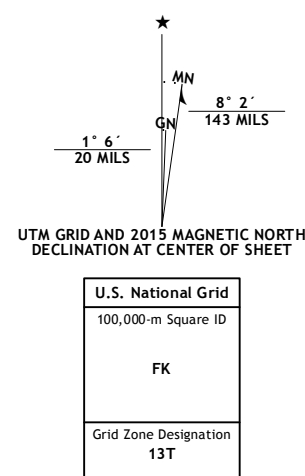 ★
MN
GN
8° 2´
143 MILS
1° 6´
20 MILS
UTM GRID AND 2015 MAGNETIC NORTH
DECLINATION AT CENTER OF SHEET
U.S. National Grid
100,000-m Square ID
FK
Grid Zone Designation
13T